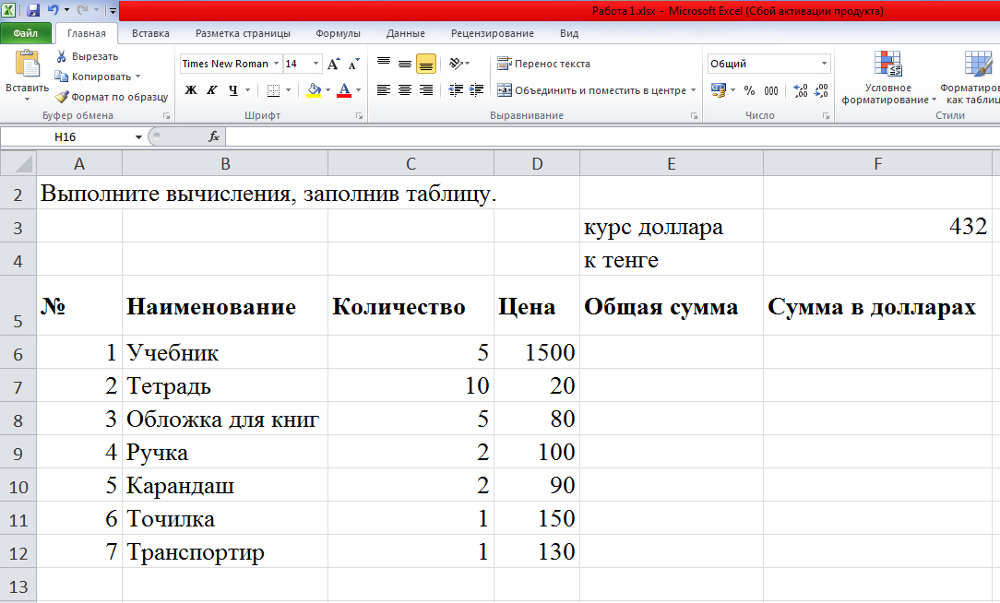 Работа 1.xlsx - Microsoft Excel (Сбой активации продукта)
Файл Главная Вставка Разметка страницы Формулы Данные Рецензирование Вид
Вставить
Вырезать
Копировать
Формат по образцу
Буфер обмена
Times New Roman 14 A A
Ж К Ч A
Шрифт
Перенос текста
Объединить и поместить в центре
Выравнивание
Общий
% 000 ,00 ,0
Число
Условное форматирование
Форматиров
как таблиц
Стили
H16 fx
A B C D E F
2 Выполните вычисления, заполнив таблицу.
3 курс доллара 432
4 к тенге
5 № Наименование Количество Цена Общая сумма Сумма в долларах
6 1 Учебник 5 1500
7 2 Тетрадь 10 20
8 3 Обложка для книг 5 80
9 4 Ручка 2 100
10 5 Карандаш 2 90
11 6 Точилка 1 150
12 7 Транспортир 1 130
13